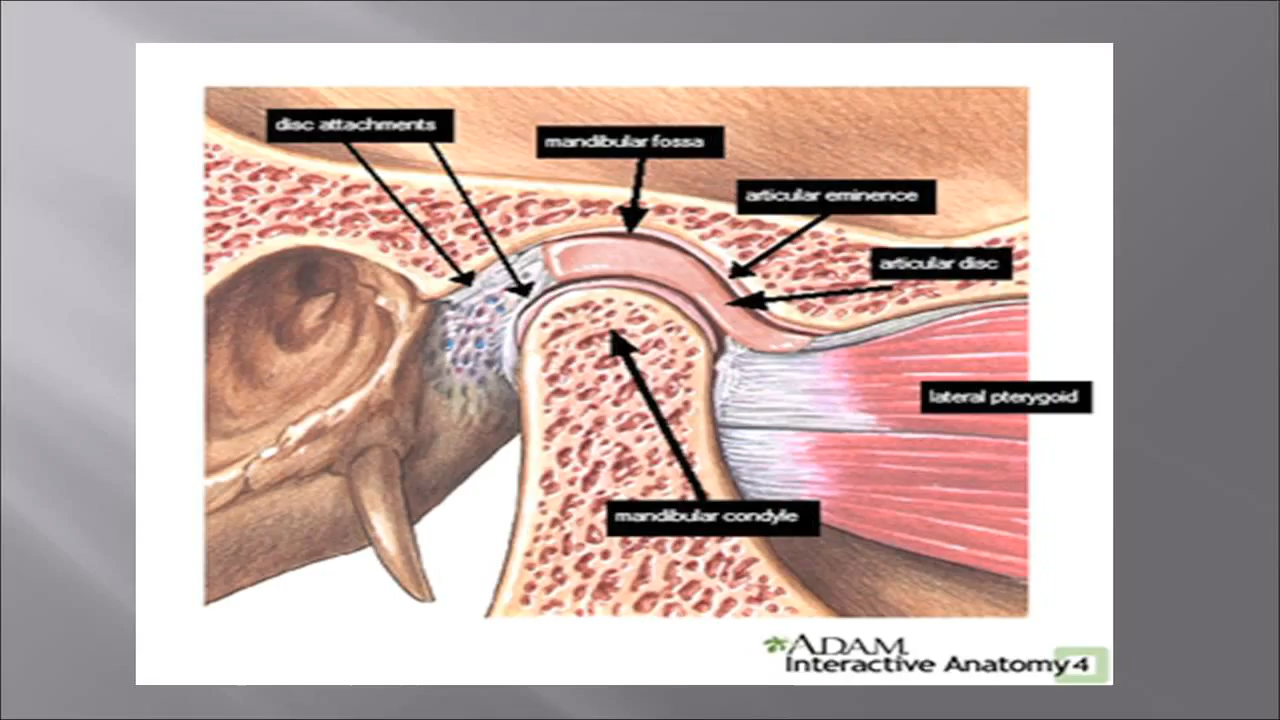 disc attachments
mandibular fossa
articular eminence
articular disc
lateral pterygoid
mandibular condyle
ADAM
Interactive Anatomy 4